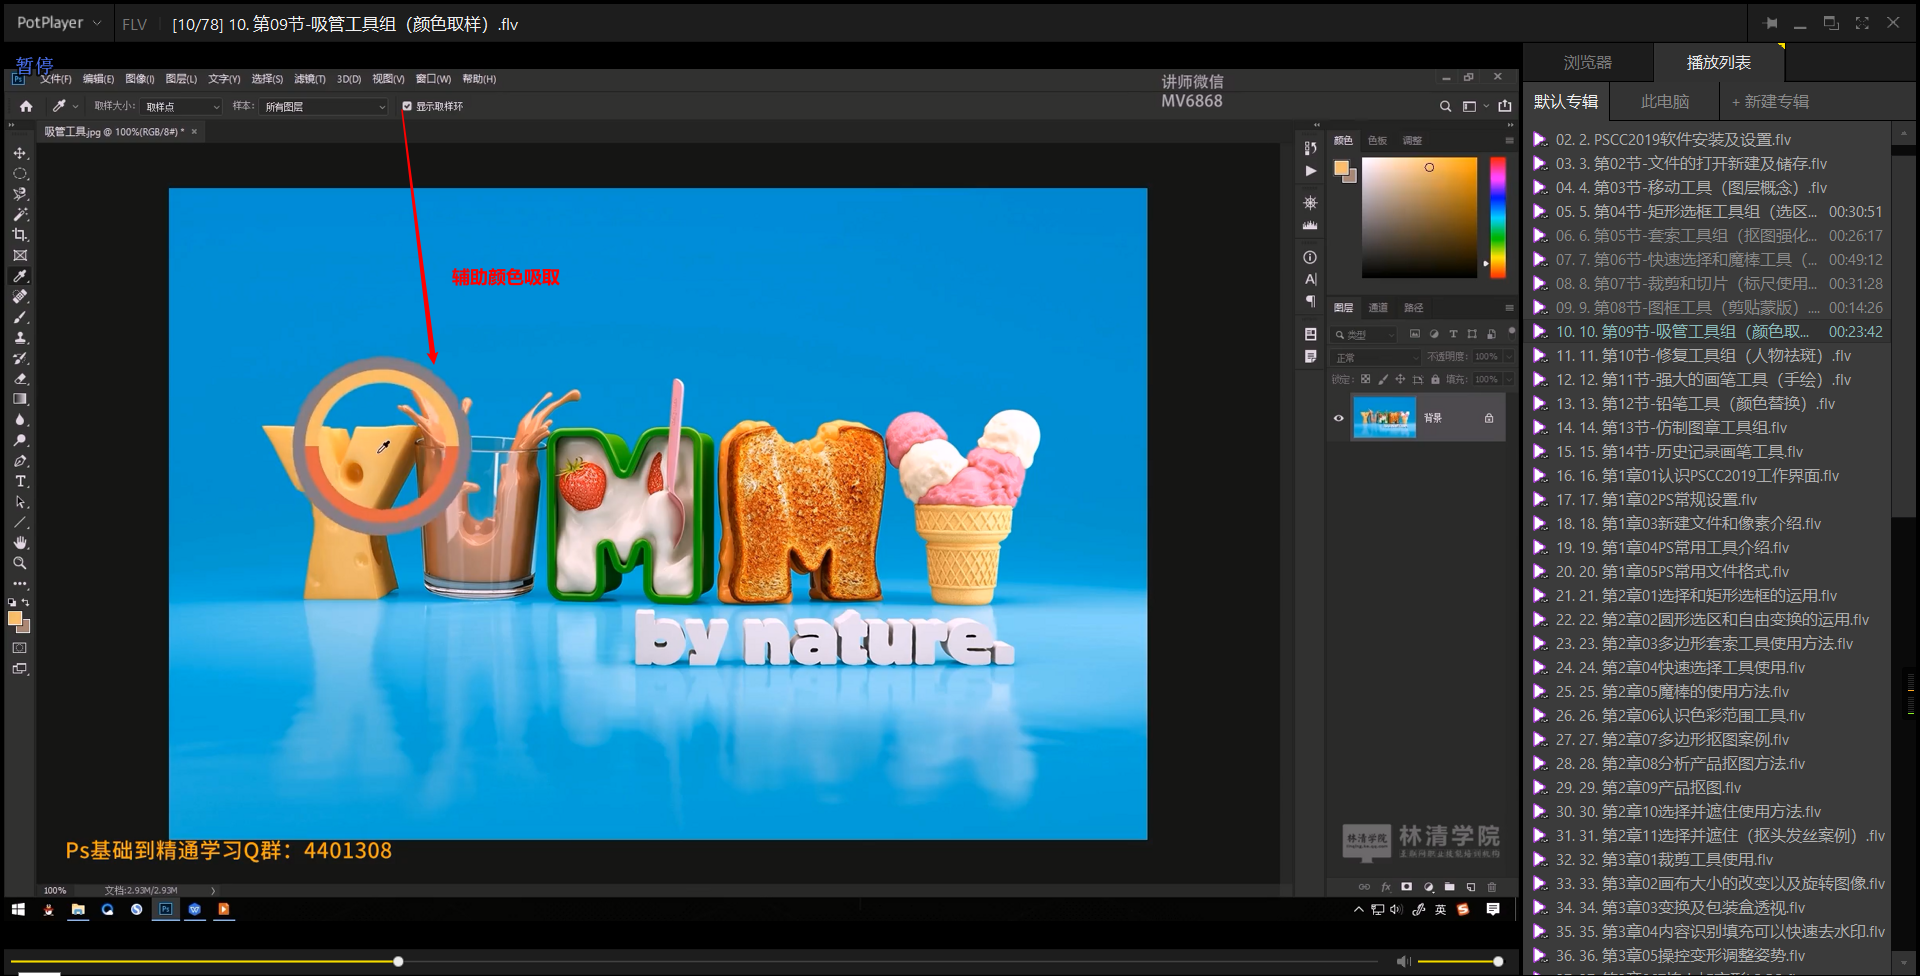 PotPlayer FLV [10/78] 10. 第09节-吸管工具组（颜色取样）.flv
暂停
文件(F) 编辑(E) 图像(I) 图层(L) 文字(Y) 选择(S) 滤镜(T) 3D(D) 视图(V) 窗口(W) 帮助(H)
讲师微信
MV6868
取样大小: 取样点 样本: 所有图层 显示取样环
吸管工具.jpg @ 100%(RGB/8#) *
辅助颜色吸取
by nature.
Ps基础到精通学习Q群：4401308
100% 文档:2.93M/2.93M
英
颜色 色板 调整
图层 通道 路径
类型
正常 不透明度: 100%
锁定: 填充: 100%
背景
林清学院
林清学院
互联网职业技能培训机构
浏览器 播放列表
默认专辑 此电脑 + 新建专辑
02. 2. PSCC2019软件安装及设置.flv
03. 3. 第02节-文件的打开新建及储存.flv
04. 4. 第03节-移动工具（图层概念）.flv
05. 5. 第04节-矩形选框工具组（选区... 00:30:51
06. 6. 第05节-套索工具组（抠图强化... 00:26:17
07. 7. 第06节-快速选择和魔棒工具（... 00:49:12
08. 8. 第07节-裁剪和切片（标尺使用... 00:31:28
09. 9. 第08节-图框工具（剪贴蒙版）.... 00:14:26
10. 10. 第09节-吸管工具组（颜色取... 00:23:42
11. 11. 第10节-修复工具组（人物祛斑）.flv
12. 12. 第11节-强大的画笔工具（手绘）.flv
13. 13. 第12节-铅笔工具（颜色替换）.flv
14. 14. 第13节-仿制图章工具组.flv
15. 15. 第14节-历史记录画笔工具.flv
16. 16. 第1章01认识PSCC2019工作界面.flv
17. 17. 第1章02PS常规设置.flv
18. 18. 第1章03新建文件和像素介绍.flv
19. 19. 第1章04PS常用工具介绍.flv
20. 20. 第1章05PS常用文件格式.flv
21. 21. 第2章01选择和矩形选框的运用.flv
22. 22. 第2章02圆形选区和自由变换的运用.flv
23. 23. 第2章03多边形套索工具使用方法.flv
24. 24. 第2章04快速选择工具使用.flv
25. 25. 第2章05魔棒的使用方法.flv
26. 26. 第2章06认识色彩范围工具.flv
27. 27. 第2章07多边形抠图案例.flv
28. 28. 第2章08分析产品抠图方法.flv
29. 29. 第2章09产品抠图.flv
30. 30. 第2章10选择并遮住使用方法.flv
31. 31. 第2章11选择并遮住（抠头发丝案例）.flv
32. 32. 第3章01裁剪工具使用.flv
33. 33. 第3章02画布大小的改变以及旋转图像.flv
34. 34. 第3章03变换及包装盒透视.flv
35. 35. 第3章04内容识别填充可以快速去水印.flv
36. 36. 第3章05操控变形调整姿势.flv